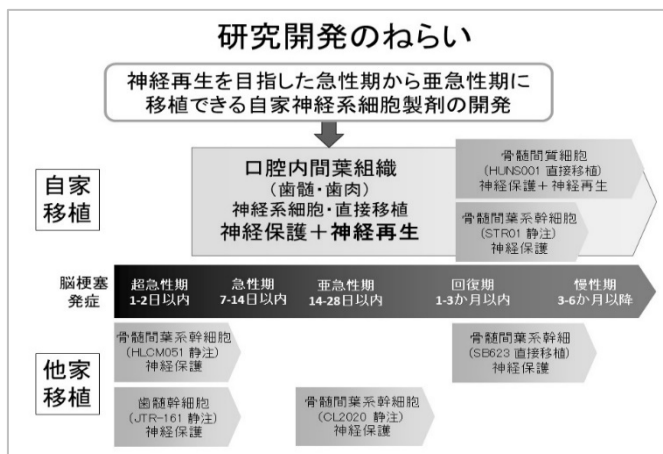 研究開発のねらい
神経再生を目指した急性期から亜急性期に
移植できる自家神経系細胞製剤の開発
自家
移植
口腔内間葉組織
(歯髄・歯肉)
神経系細胞・直接移植
神経保護＋神経再生
骨髄間質細胞
(HUNS001 直接移植)
神経保護＋神経再生
骨髄間葉系幹細胞
(STR01 静注)
神経保護
脳梗塞
発症
超急性期
1-2日以内
急性期
7-14日以内
亜急性期
14-28日以内
回復期
1-3か月以内
慢性期
3-6か月以降
他家
移植
骨髄間葉系幹細胞
(HLCM051 静注)
神経保護
歯髄幹細胞
(JTR-161 静注)
神経保護
骨髄間葉系幹細胞
(CL2020 静注)
神経保護
骨髄間葉系幹細
(SB623 直接移植)
神経保護